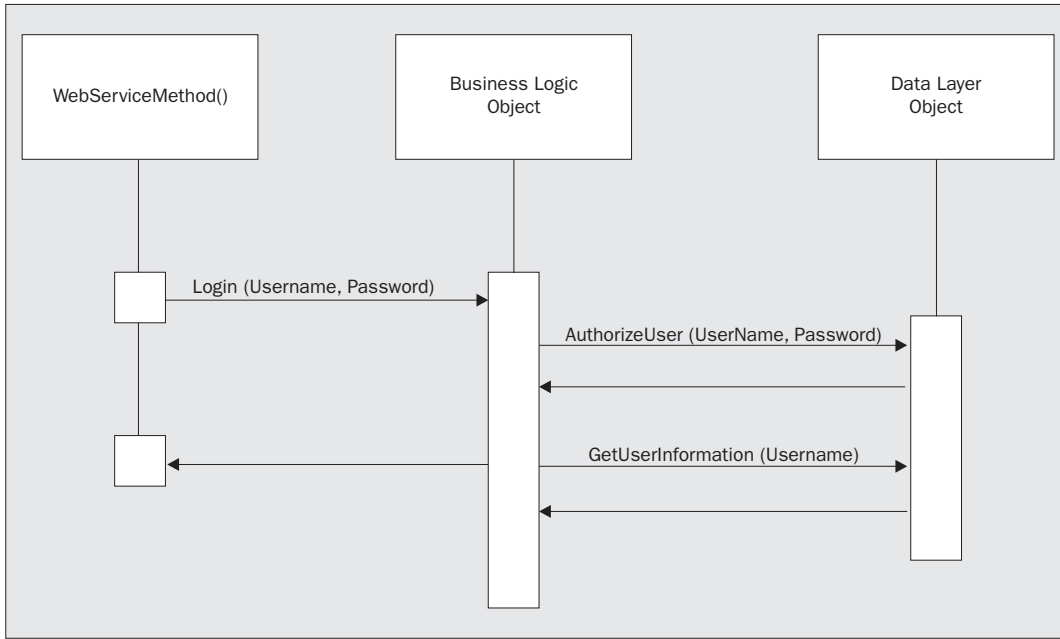 WebServiceMethod()
Business Logic
Object
Data Layer
Object
Login (Username, Password)
AuthorizeUser (UserName, Password)
GetUserInformation (Username)